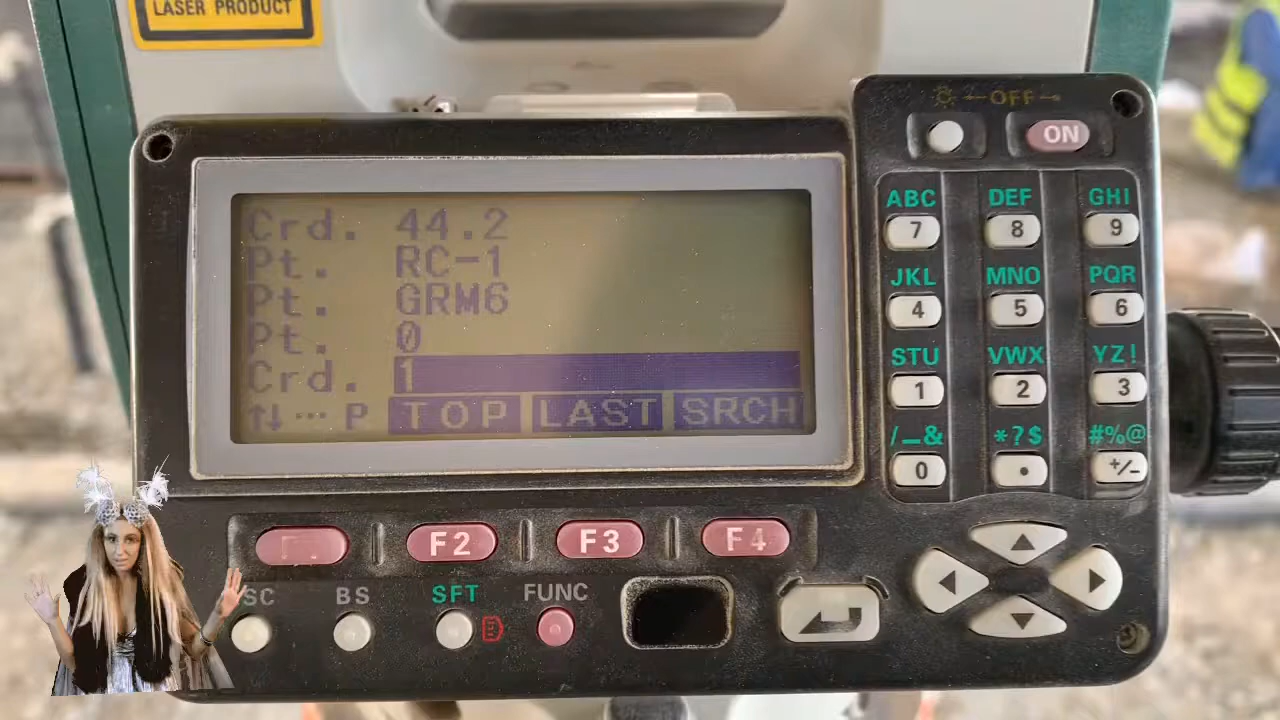 LASER PRODUCT
OFF
ON
Crd. 44.2
Pt. RC-1
Pt. GRM6
Pt. 0
Crd. 1
↑↓··· P TOP LAST SRCH
ABC DEF GHI
7 8 9
JKL MNO PQR
4 5 6
STU VWX YZ!
1 2 3
/_& *?$ #%@
0 . +/-
F2 F3 F4
SC BS SFT FUNC